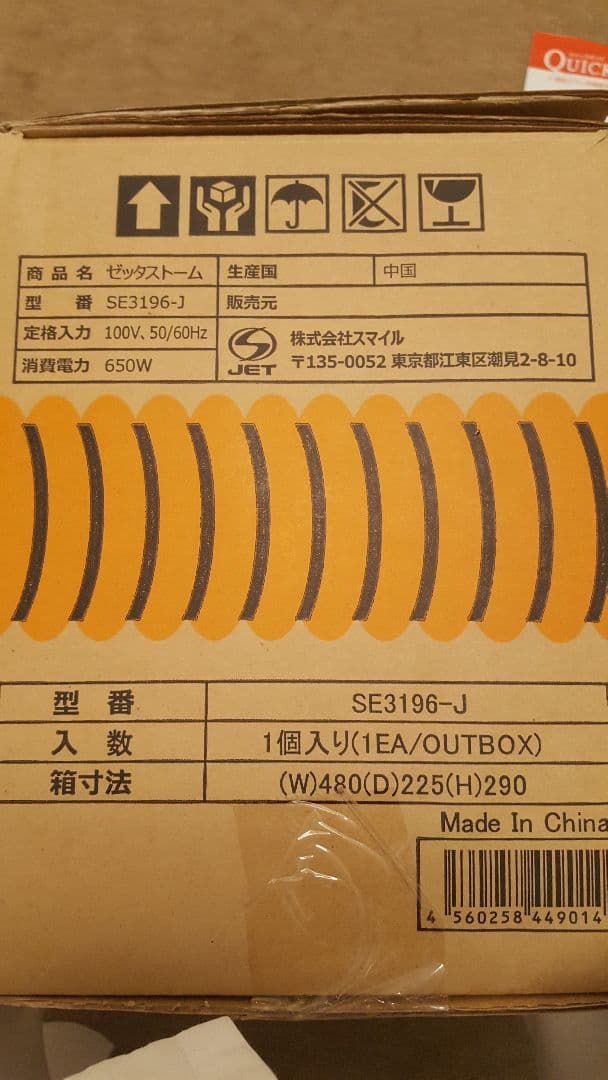 QUICK
商品名 ゼッタストーム 生産国 中国
型 番 SE3196-J 販売元
定格入力 100V、50/60Hz
消費電力 650W
JET
株式会社スマイル
〒135-0052 東京都江東区潮見2-8-10
型 番 SE3196-J
入 数 1個入り(1EA/OUTBOX)
箱寸法 (W)480(D)225(H)290
Made In China
4 560258 449014